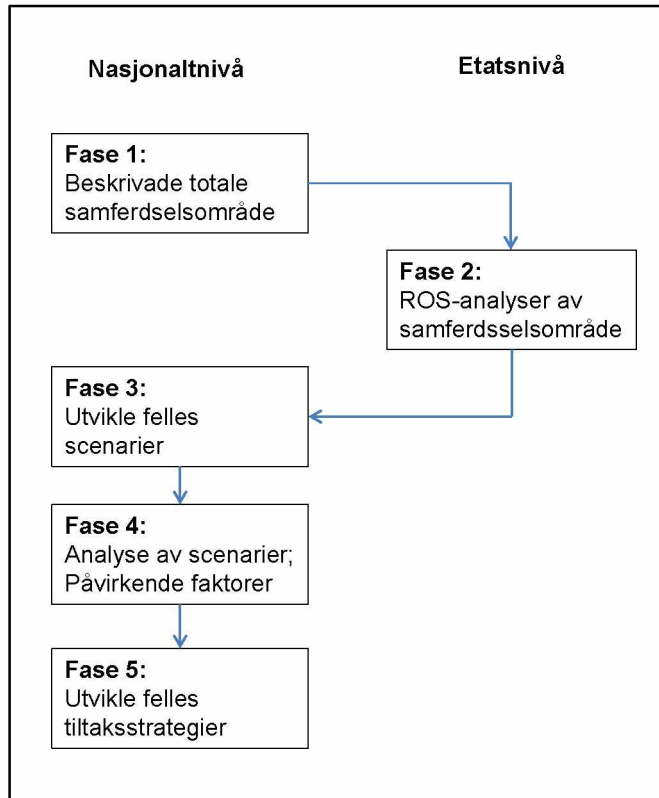 Nasjonaltnivå
Etatsnivå
Fase 1:
Beskrivade totale
samferdselsområde
Fase 2:
ROS-analyser av
samferdsselsområde
Fase 3:
Utvikle felles
scenarier
Fase 4:
Analyse av scenarier;
Påvirkende faktorer
Fase 5:
Utvikle felles
tiltaksstrategier